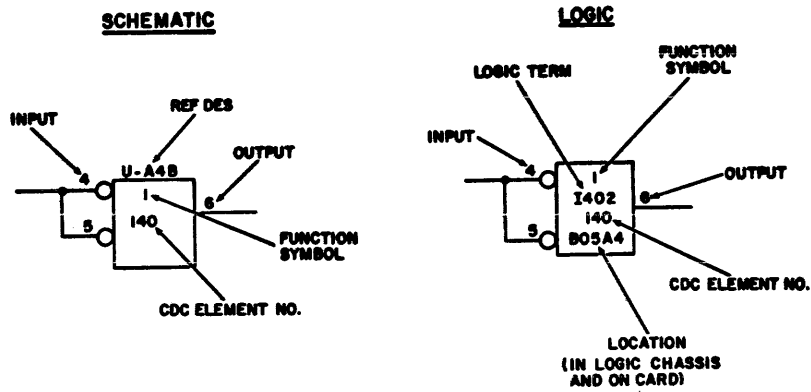 SCHEMATIC
REF DES
INPUT
OUTPUT
4
U-A4B
1
6
5
140
FUNCTION
SYMBOL
CDC ELEMENT NO.
LOGIC
FUNCTION
SYMBOL
LOGIC TERM
INPUT
OUTPUT
4
1
I402
6
140
5
B05A4
CDC ELEMENT NO.
LOCATION
(IN LOGIC CHASSIS
AND ON CARD)